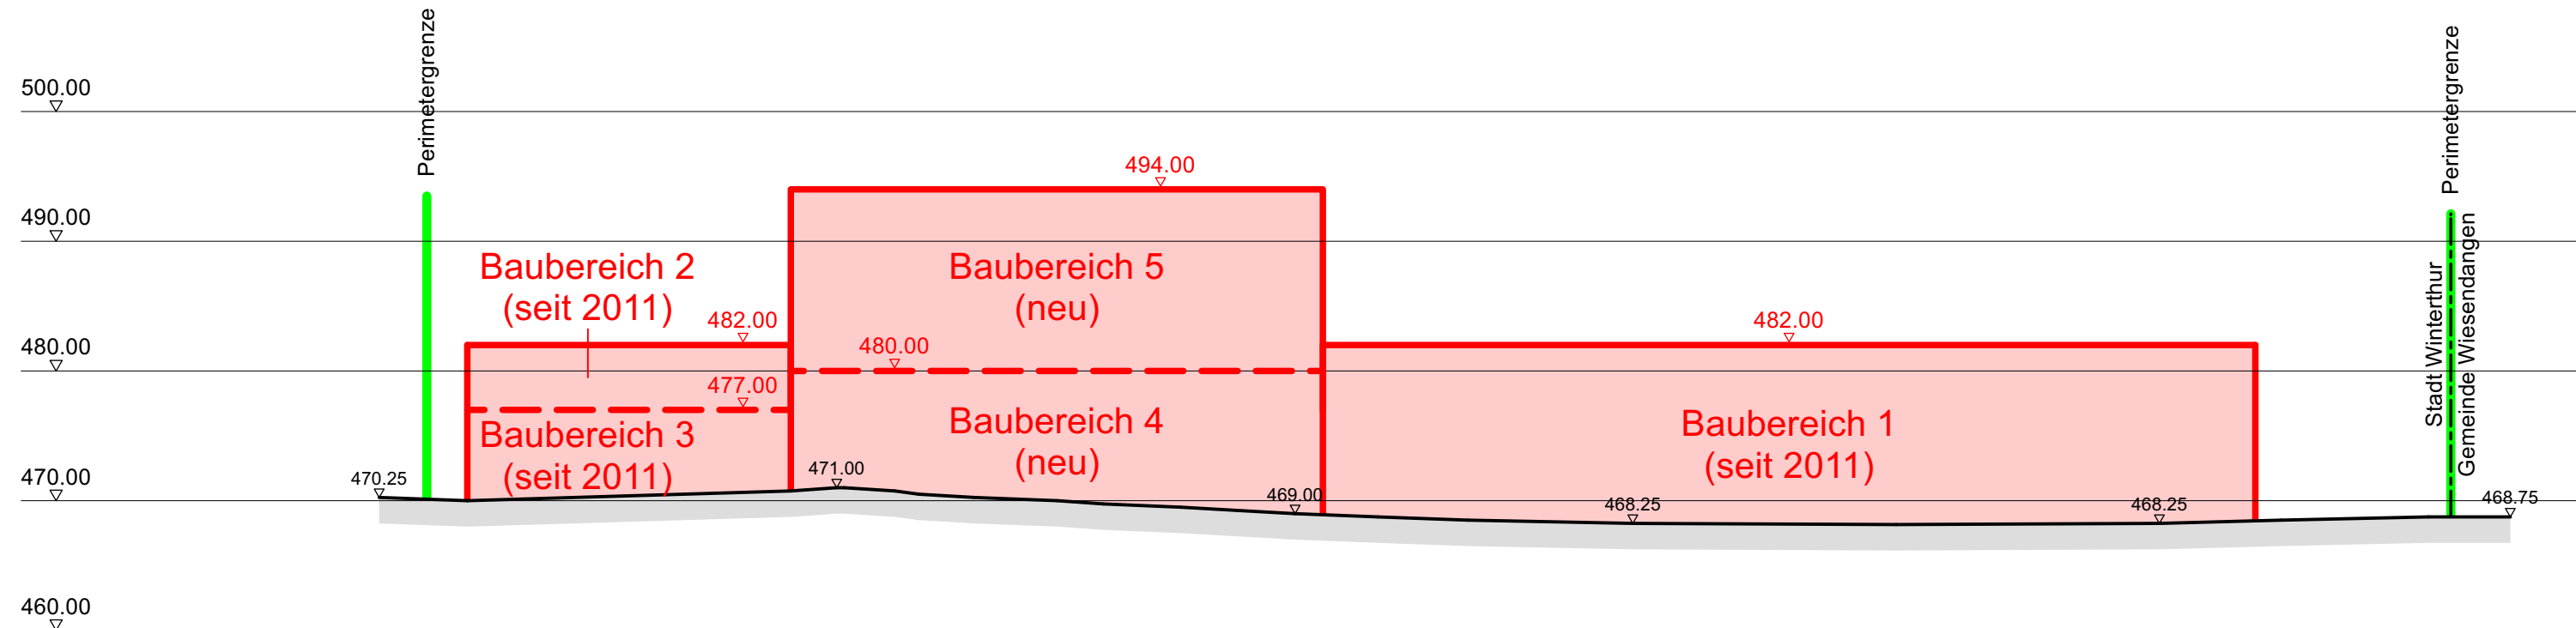 Perimetergrenze
Perimetergrenze
500.00
494.00
490.00
Baubereich 2
(seit 2011)
Baubereich 5
(neu)
482.00
482.00
480.00
480.00
477.00
Baubereich 3
(seit 2011)
Baubereich 4
(neu)
Baubereich 1
(seit 2011)
Stadt Winterthur
Gemeinde Wiesendangen
470.00
470.25
471.00
469.00
468.25
468.25
468.75
460.00